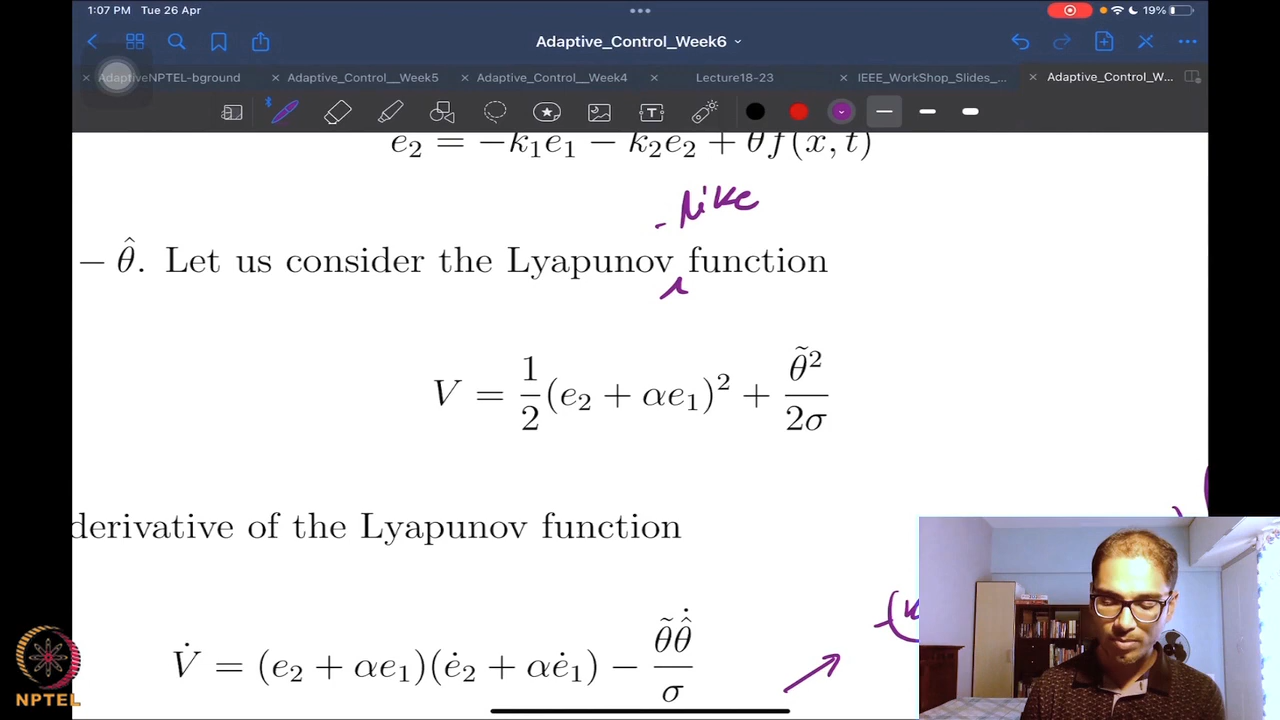 1:07 PM Tue 26 Apr
19%
Adaptive_Control_Week6
AdaptiveNPTEL-bground
Adaptive_Control__Week5
Adaptive_Control__Week4
Lecture18-23
IEEE_WorkShop_Slides_...
Adaptive_Control_W...
e₂ = −k₁e₁ − k₂e₂ + θ̃f(x, t)
- like
− θ̂. Let us consider the Lyapunov function
V = 1/2 (e₂ + αe₁)² + θ̃²/2σ
derivative of the Lyapunov function
V̇ = (e₂ + αe₁)(ė₂ + αė₁) − θ̃θ̂̇/σ
NPTEL